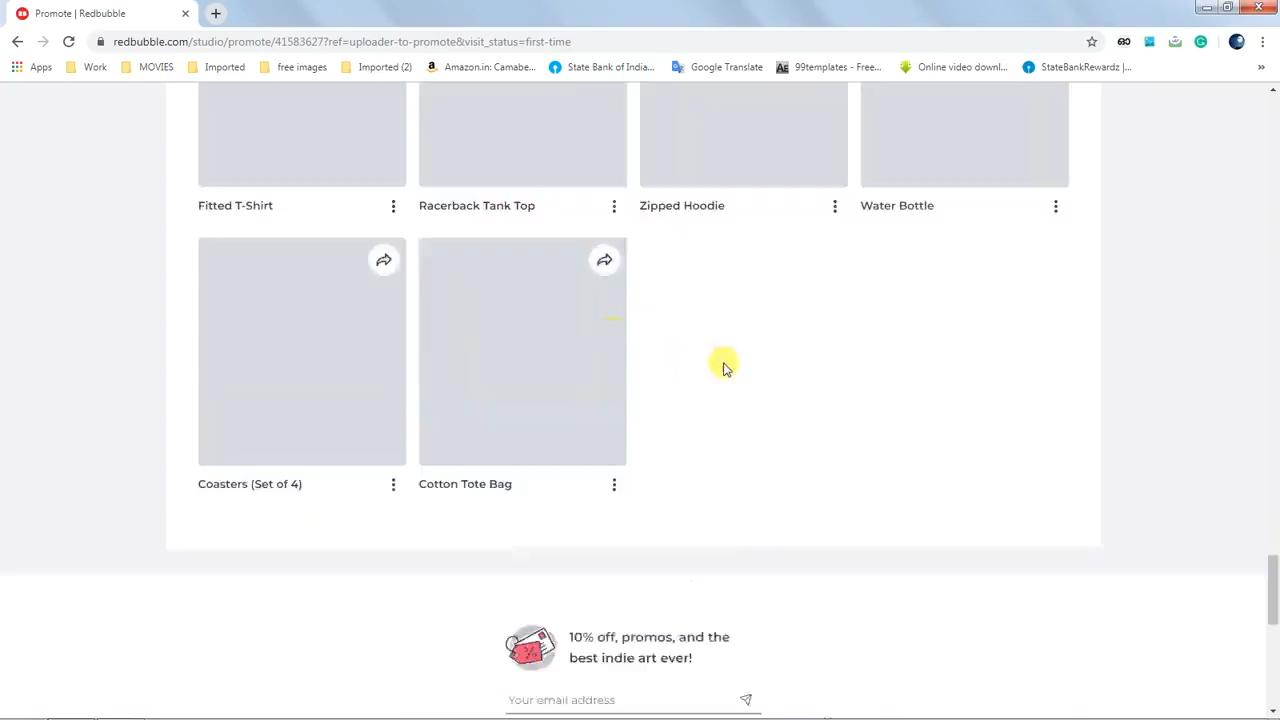 Promote | Redbubble
redbubble.com/studio/promote/41583627?ref=uploader-to-promote&visit_status=first-time
Apps Work MOVIES Imported free images Imported (2) Amazon.in: Camabe... State Bank of India... Google Translate 99templates - Free... Online video downl... StateBankRewardz |... »
Fitted T-Shirt Racerback Tank Top Zipped Hoodie Water Bottle
Coasters (Set of 4) Cotton Tote Bag
10% off, promos, and the
best indie art ever!
Your email address